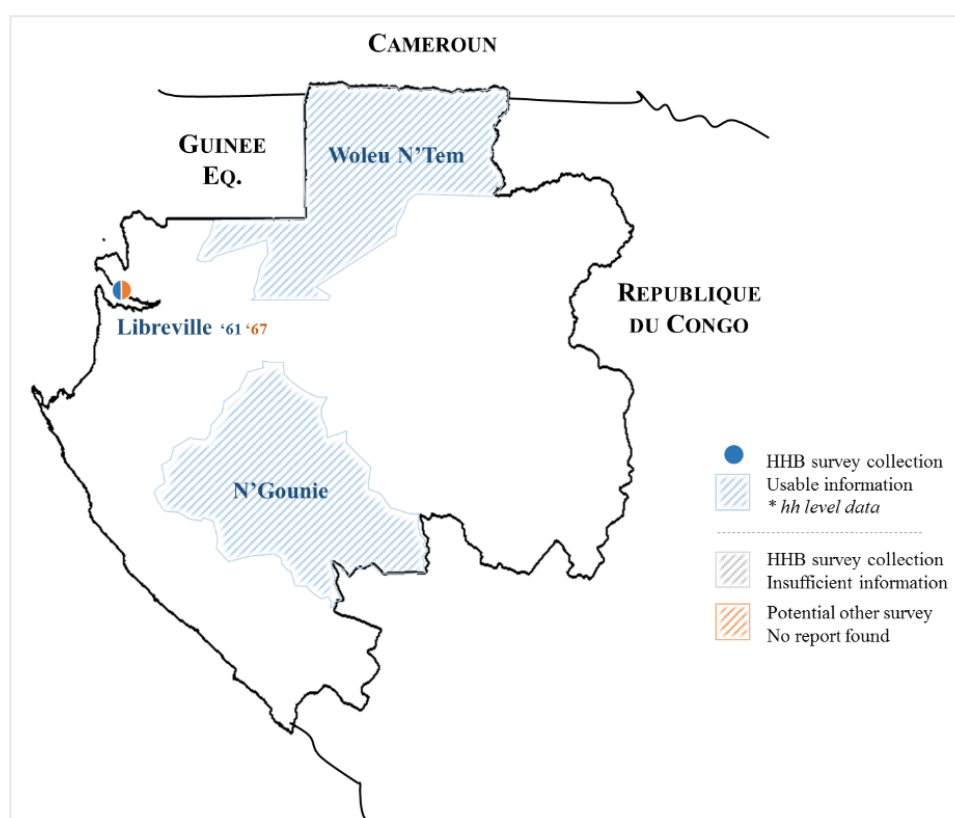 CAMEROUN
GUINEE
EQ.
Woleu N'Tem
REPUBLIQUE
DU CONGO
Libreville ‘61 ‘67
N'Gounie
HHB survey collection
Usable information
* hh level data
HHB survey collection
Insufficient information
Potential other survey
No report found